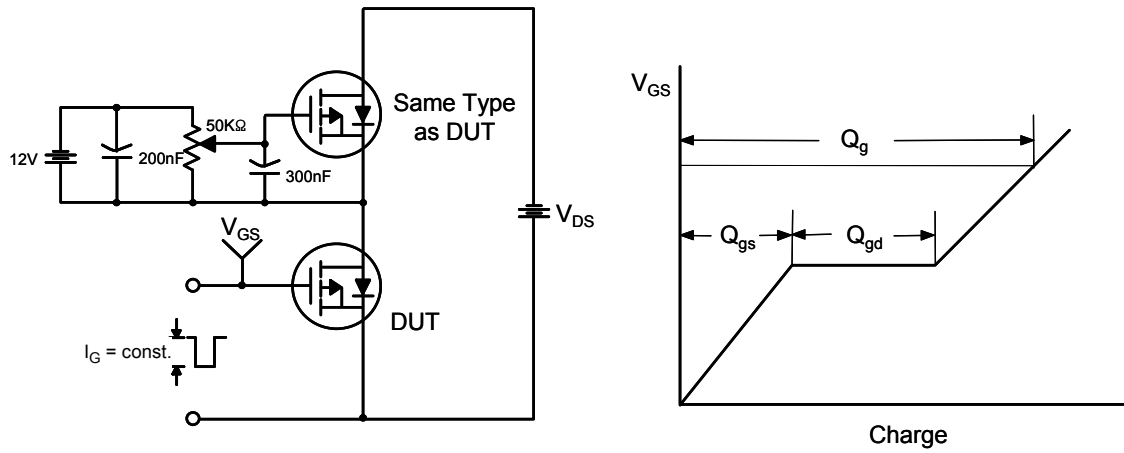 Same Type
as DUT
50KΩ
12V
200nF
300nF
V_GS
V_DS
DUT
I_G = const.
V_GS
Q_g
Q_gs
Q_gd
Charge